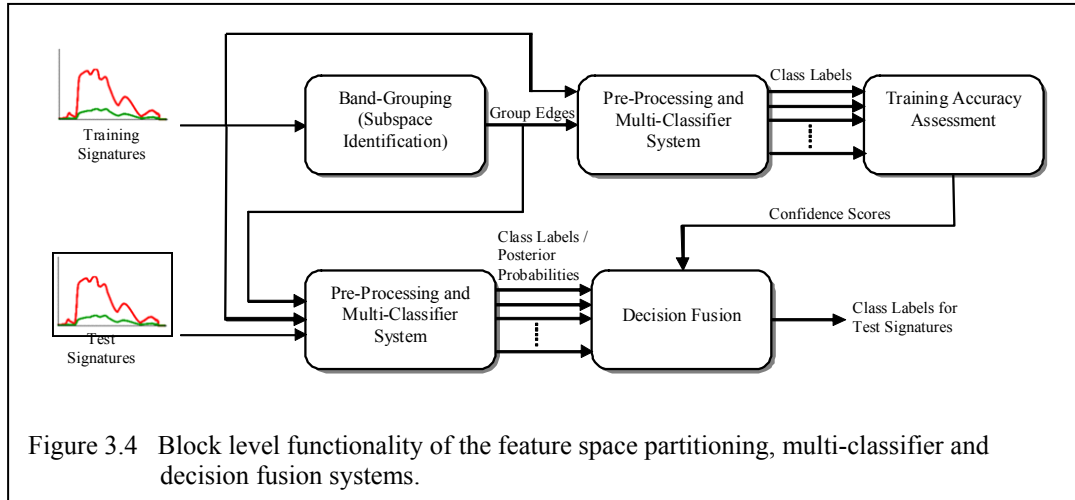 Training
Signatures
Band-Grouping
(Subspace
Identification)
Group Edges
Pre-Processing and
Multi-Classifier
System
Class Labels
Training Accuracy
Assessment
Confidence Scores
Test
Signatures
Pre-Processing and
Multi-Classifier
System
Class Labels /
Posterior
Probabilities
Decision Fusion
Class Labels for
Test Signatures
Figure 3.4 Block level functionality of the feature space partitioning, multi-classifier and
decision fusion systems.